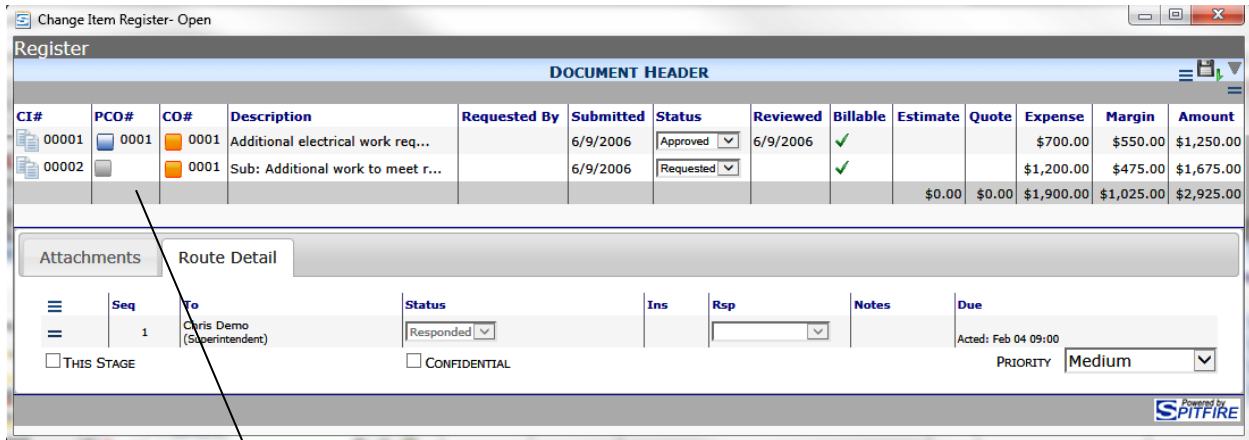 Change Item Register- Open
Register
DOCUMENT HEADER
CI# PCO# CO# Description Requested By Submitted Status Reviewed Billable Estimate Quote Expense Margin Amount
00001 0001 0001 Additional electrical work req... 6/9/2006 Approved 6/9/2006 $700.00 $550.00 $1,250.00
00002 0001 Sub: Additional work to meet r... 6/9/2006 Requested $1,200.00 $475.00 $1,675.00
$0.00 $0.00 $1,900.00 $1,025.00 $2,925.00
Attachments Route Detail
Seq To Status Ins Rsp Notes Due
1 Chris Demo Responded
(Superintendent) Acted: Feb 04 09:00
THIS STAGE CONFIDENTIAL PRIORITY Medium
Powered by
SPITFIRE